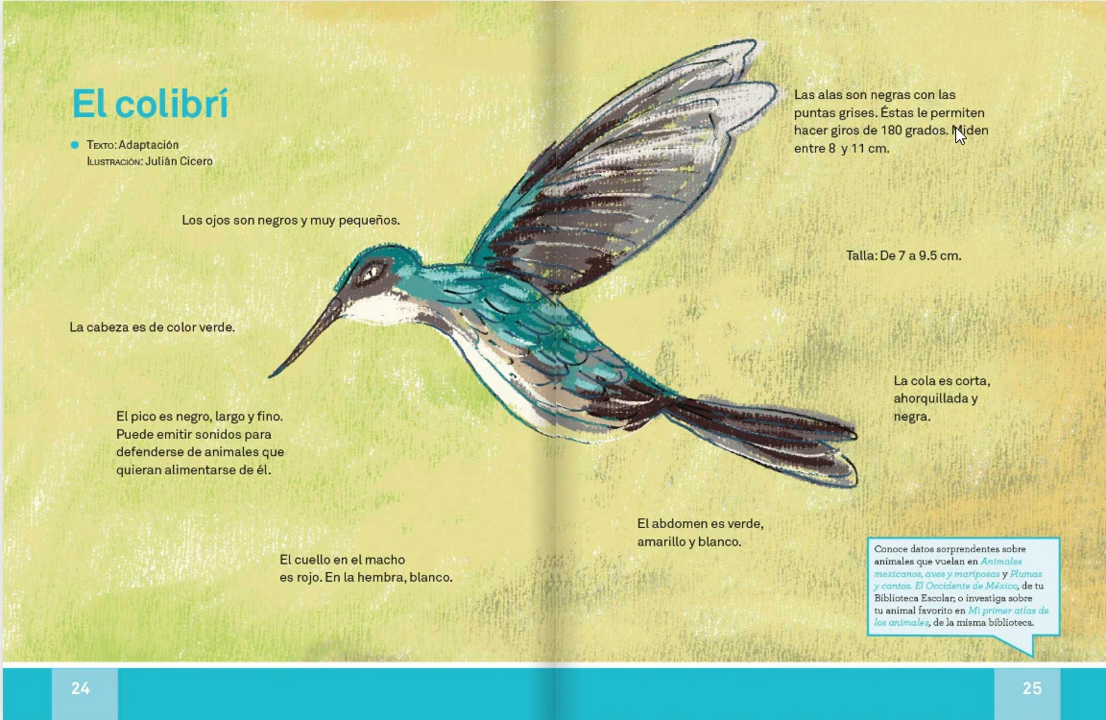 El colibrí
Texto: Adaptación
Ilustración: Julián Cicero
Los ojos son negros y muy pequeños.
La cabeza es de color verde.
El pico es negro, largo y fino.
Puede emitir sonidos para
defenderse de animales que
quieran alimentarse de él.
El cuello en el macho
es rojo. En la hembra, blanco.
Las alas son negras con las
puntas grises. Éstas le permiten
hacer giros de 180 grados. Miden
entre 8 y 11 cm.
Talla: De 7 a 9.5 cm.
La cola es corta,
ahorquillada y
negra.
El abdomen es verde,
amarillo y blanco.
Conoce datos sorprendentes sobre
animales que vuelan en Animales
mexicanos, aves y mariposas y Plumas
y cantos. El Occidente de México, de tu
Biblioteca Escolar; o investiga sobre
tu animal favorito en Mi primer atlas de
los animales, de la misma biblioteca.
24
25